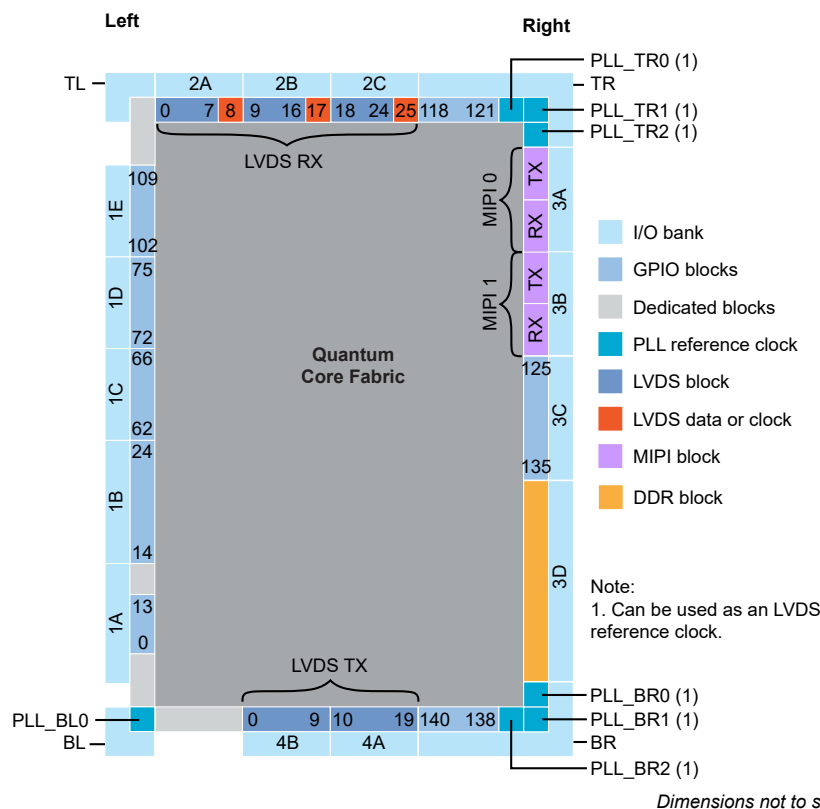 Left
Right
PLL_TR0 (1)
TL
2A
2B
2C
TR
0
7
8
9
16
17
18
24
25
118
121
PLL_TR1 (1)
PLL_TR2 (1)
LVDS RX
109
1E
102
MIPI 0
TX
RX
3A
75
1D
72
MIPI 1
TX
RX
3B
I/O bank
GPIO blocks
Dedicated blocks
PLL reference clock
LVDS block
LVDS data or clock
MIPI block
DDR block
Quantum
Core Fabric
66
1C
62
125
3C
135
24
1B
14
3D
Note:
1. Can be used as an LVDS
reference clock.
13
1A
0
LVDS TX
PLL_BR0 (1)
PLL_BL0
0
9
10
19
140
138
PLL_BR1 (1)
BL
4B
4A
BR
PLL_BR2 (1)
Dimensions not to s